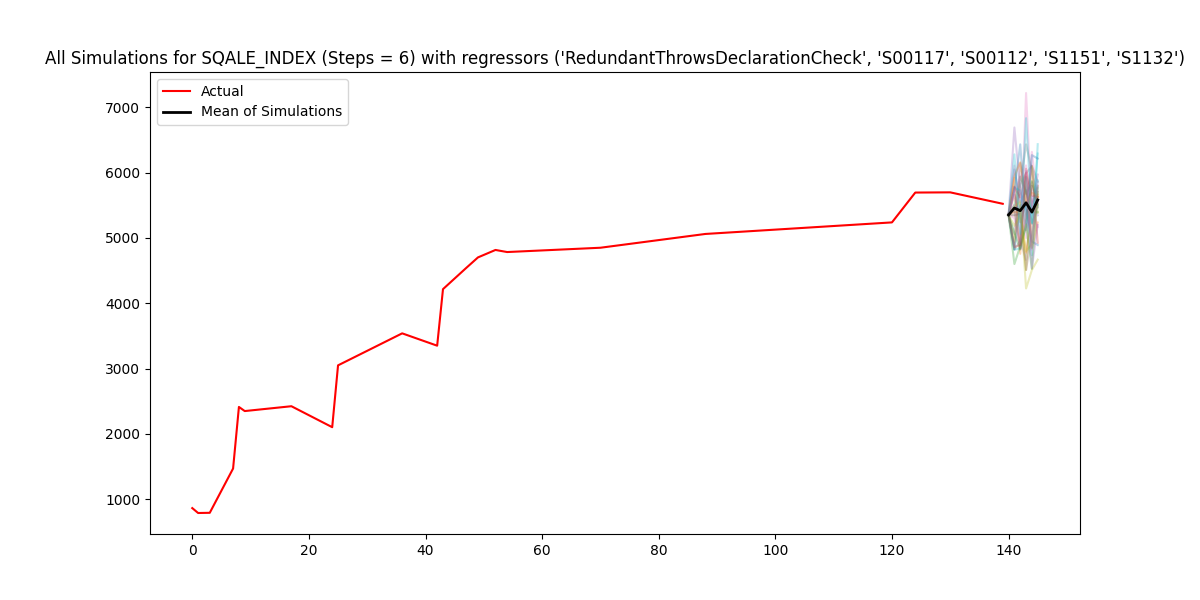 All Simulations for SQALE_INDEX (Steps = 6) with regressors ('RedundantThrowsDeclarationCheck', 'S00117', 'S00112', 'S1151', 'S1132')
Actual
Mean of Simulations
7000
6000
5000
4000
3000
2000
1000
0 20 40 60 80 100 120 140